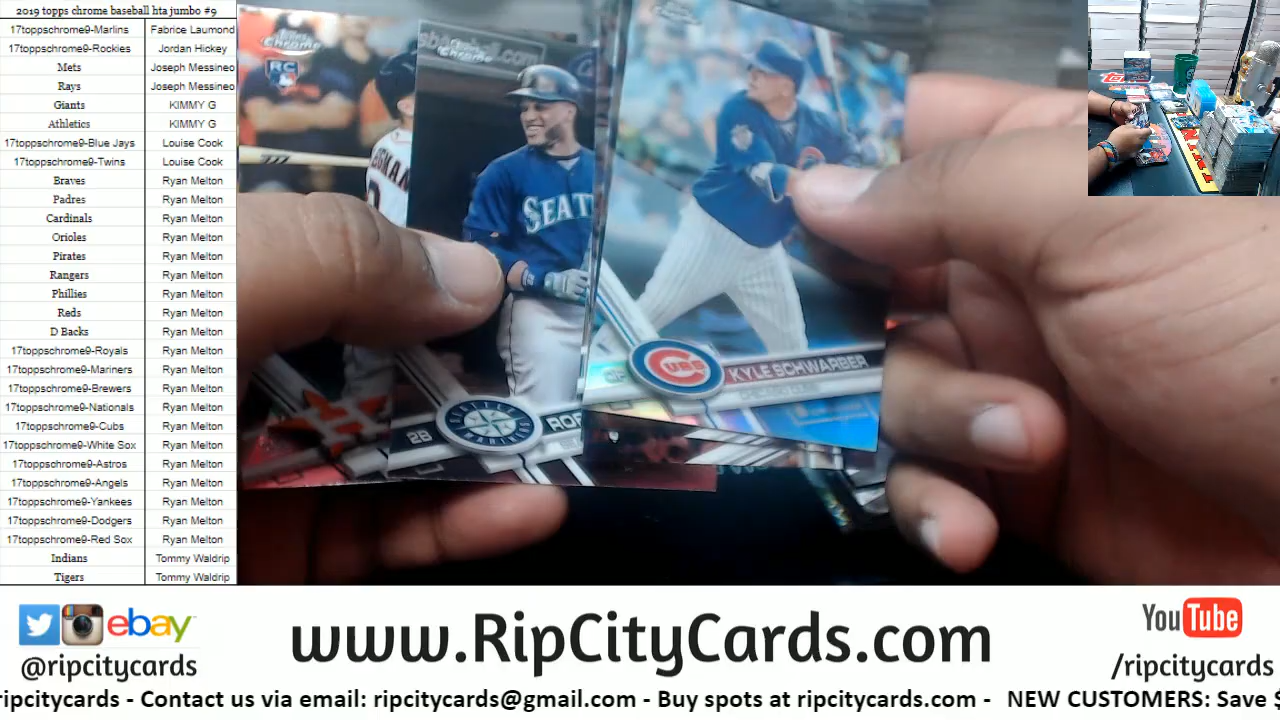 2019 topps chrome baseball hta jumbo #9
17toppschrome9-Marlins Fabrice Laumond
17toppschrome9-Rockies Jordan Hickey
Mets Joseph Messineo
Rays Joseph Messineo
Giants KIMMY G
Athletics KIMMY G
17toppschrome9-Blue Jays Louise Cook
17toppschrome9-Twins Louise Cook
Braves Ryan Melton
Padres Ryan Melton
Cardinals Ryan Melton
Orioles Ryan Melton
Pirates Ryan Melton
Rangers Ryan Melton
Phillies Ryan Melton
Reds Ryan Melton
D Backs Ryan Melton
17toppschrome9-Royals Ryan Melton
17toppschrome9-Mariners Ryan Melton
17toppschrome9-Brewers Ryan Melton
17toppschrome9-Nationals Ryan Melton
17toppschrome9-Cubs Ryan Melton
17toppschrome9-White Sox Ryan Melton
17toppschrome9-Astros Ryan Melton
17toppschrome9-Angels Ryan Melton
17toppschrome9-Yankees Ryan Melton
17toppschrome9-Dodgers Ryan Melton
17toppschrome9-Red Sox Ryan Melton
Indians Tommy Waldrip
Tigers Tommy Waldrip
Topps Chrome
RC
SEAT
2B
SEATTLE MARINERS
CUBS
KYLE SCHWARBER
ebay
@ripcitycards
www.RipCityCards.com
YouTube
/ripcitycards
ripcitycards - Contact us via email: ripcitycards@gmail.com - Buy spots at ripcitycards.com - NEW CUSTOMERS: Save $